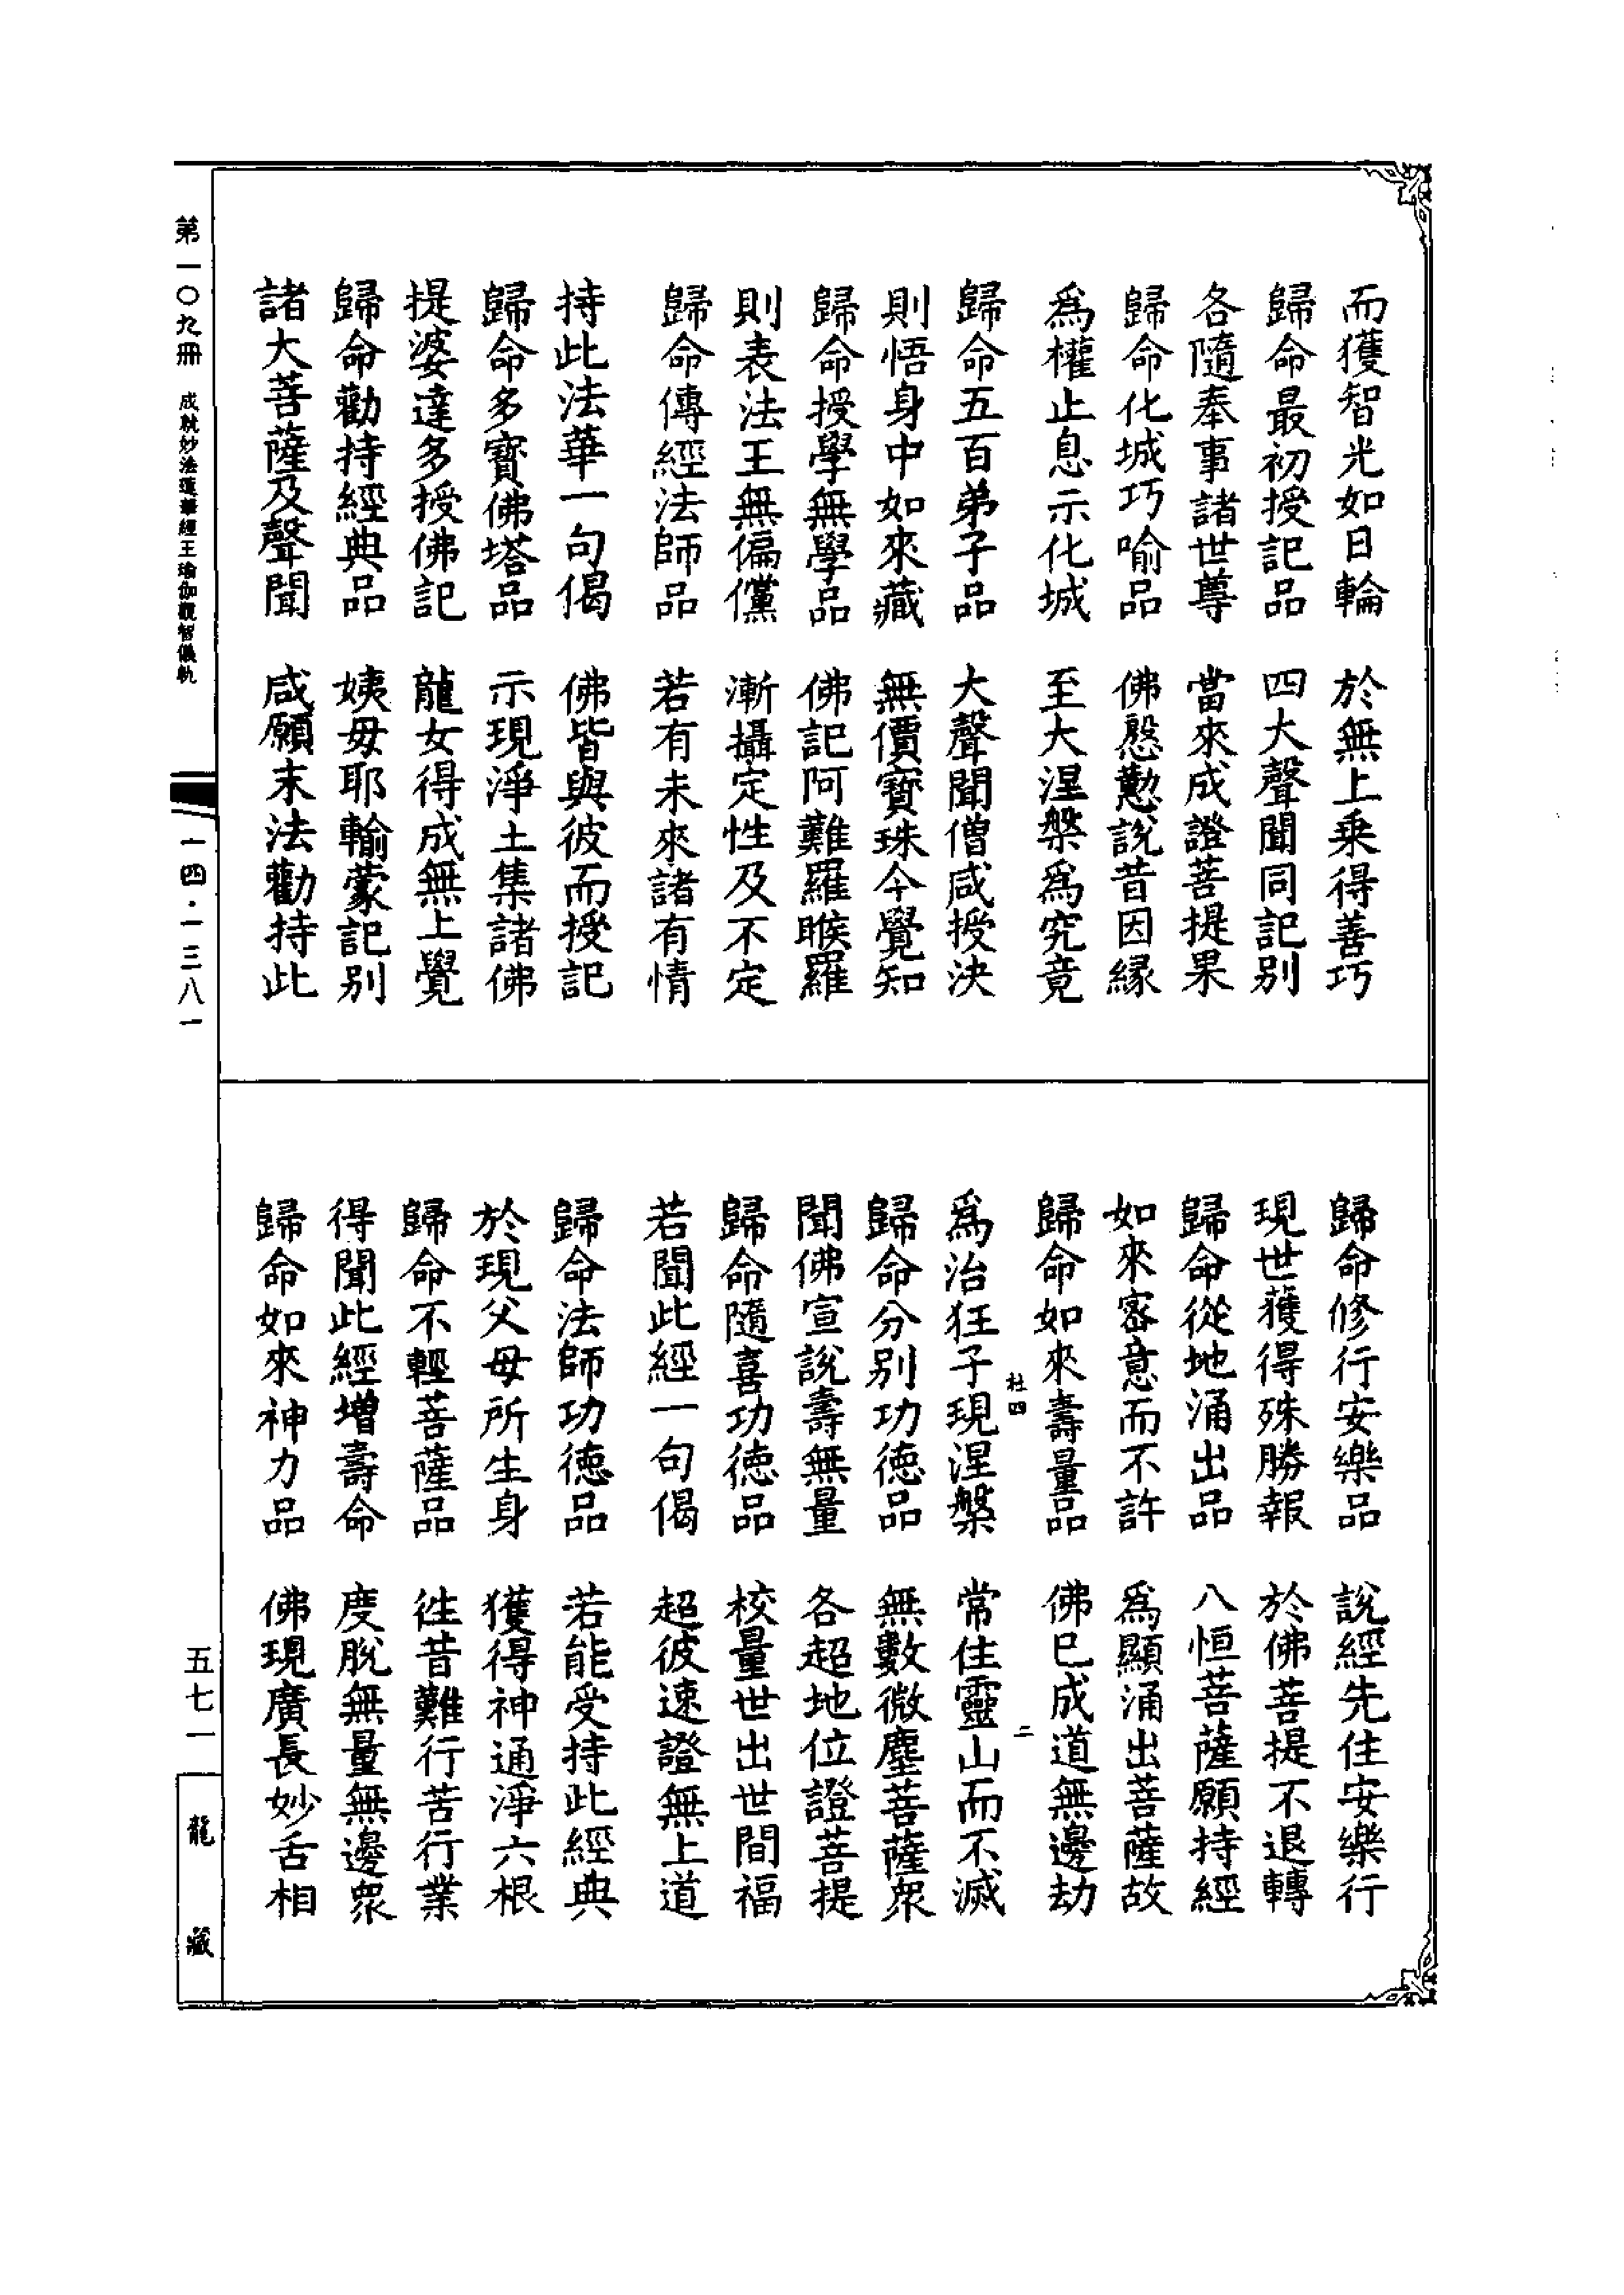 而獲智光如日輪　於無上乘得善巧
歸命最初授記品　四大聲聞同記别
各隨奉事諸世尊　當來成證菩提果
歸命化城巧喻品　佛慇懃說昔因緣
爲權止息示化城　至大涅槃爲究竟
歸命五百弟子品　大聲聞僧咸授決
則悟身中如來藏　無價寶珠今覺知
歸命授學無學品　佛記阿難羅睺羅
則表法王無偏儻　漸攝定性及不定
歸命傳經法師品　若有未來諸有情
持此法華一句偈　佛皆與彼而授記
歸命多寶佛塔品　示現淨土集諸佛
提婆達多授佛記　龍女得成無上覺
歸命勸持經典品　姨母耶輸蒙記别
諸大菩薩及聲聞　咸願末法勸持此
歸命修行安樂品　說經先住安樂行
現世獲得殊勝報　於佛菩提不退轉
歸命從地涌出品　八恒菩薩願持經
如來密意而不許　爲顯涌出菩薩故
歸命如來壽量品　佛已成道無邊劫
杜四　二
爲治狂子現涅槃　常住靈山而不滅
歸命分别功德品　無數微塵菩薩眾
聞佛宣說壽無量　各超地位證菩提
歸命隨喜功德品　校量世出世間福
若聞此經一句偈　超彼速證無上道
歸命法師功德品　若能受持此經典
於現父母所生身　獲得神通淨六根
歸命不輕菩薩品　往昔難行苦行業
得聞此經增壽命　度脫無量無邊眾
歸命如來神力品　佛現廣長妙舌相
第一〇九冊　成就妙法蓮華經王瑜伽觀智儀軌　一四·一三八一　五七一　龍藏